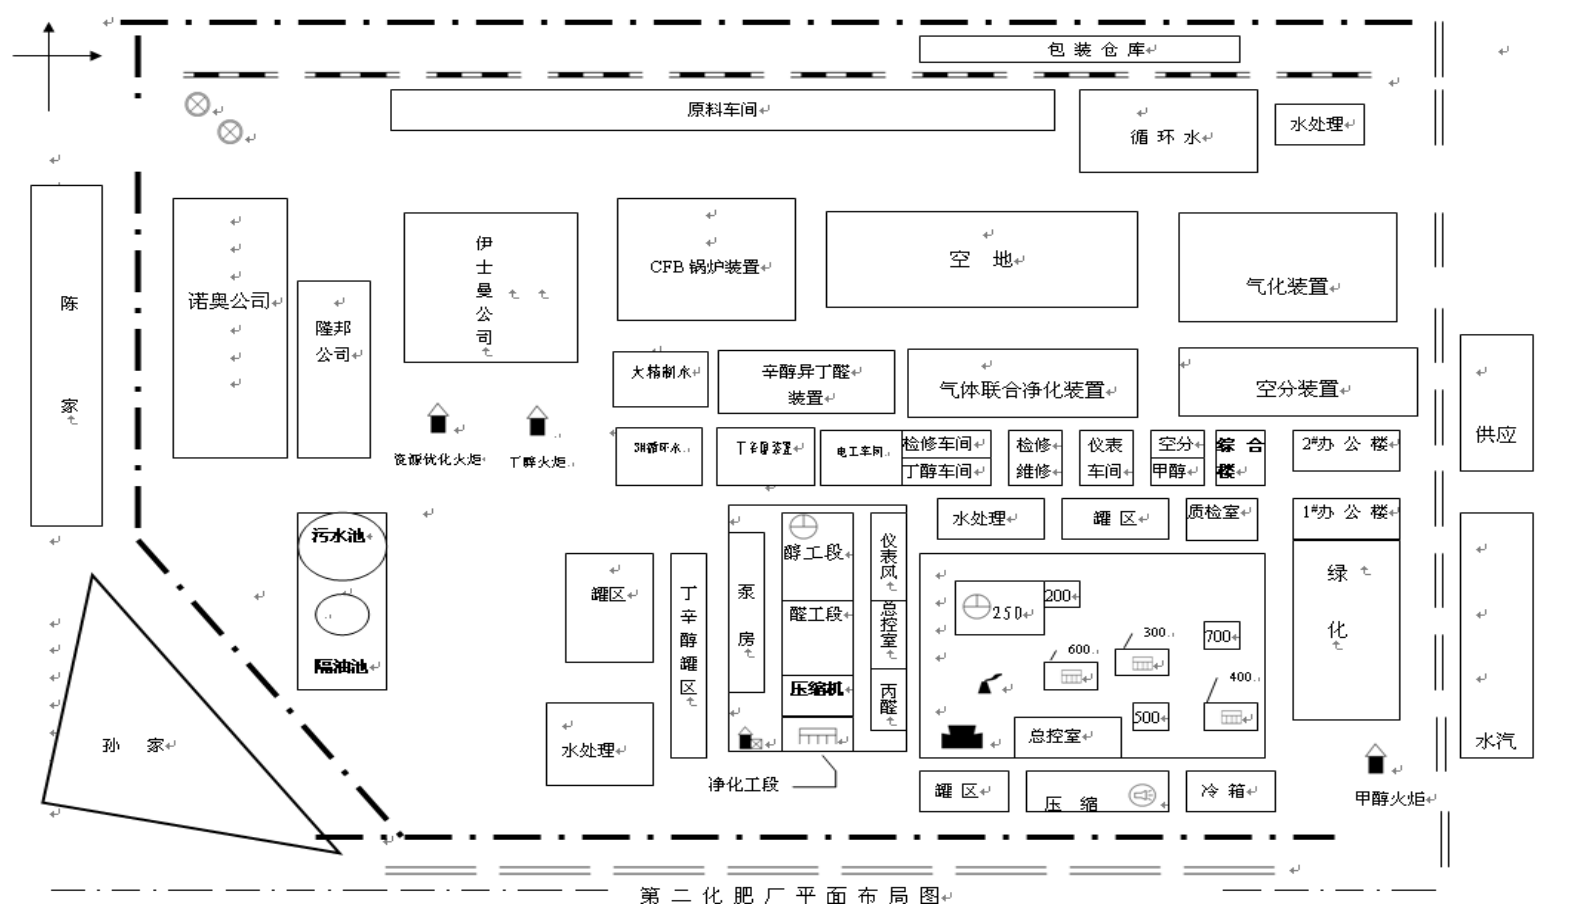 包 装 仓 库
原料车间
循 环 水
水处理
陈
家
诺奥公司
隆邦
公司
伊
士
曼
公
司
CFB 锅炉装置
空 地
气化装置
大精制水
辛醇异丁醛
装置
气体联合净化装置
空分装置
供应
资源优化火炬
丁醇火炬
循环水
丁辛醇装置
电工车间
检修车间
丁醇车间
检修
维修
仪表
车间
空分
甲醇
综 合
楼
2#办 公 楼
水处理
罐 区
质检室
1#办 公 楼
污水池
隔油池
罐区
丁
辛
醇
罐
区
泵
房
醇工段
醛工段
压缩机
仪
表
风
总
控
室
丙
醛
250
200
300
600
700
400
500
总控室
绿
化
水汽
孙 家
水处理
净化工段
罐 区
压 缩
冷 箱
甲醇火炬
第 二 化 肥 厂 平 面 布 局 图